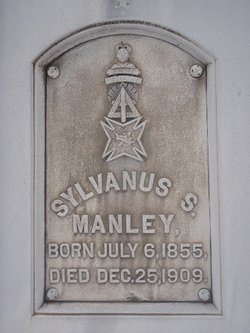 SYLVANUS S.
MANLEY,
BORN JULY 6, 1855,
DIED DEC. 25, 1909.